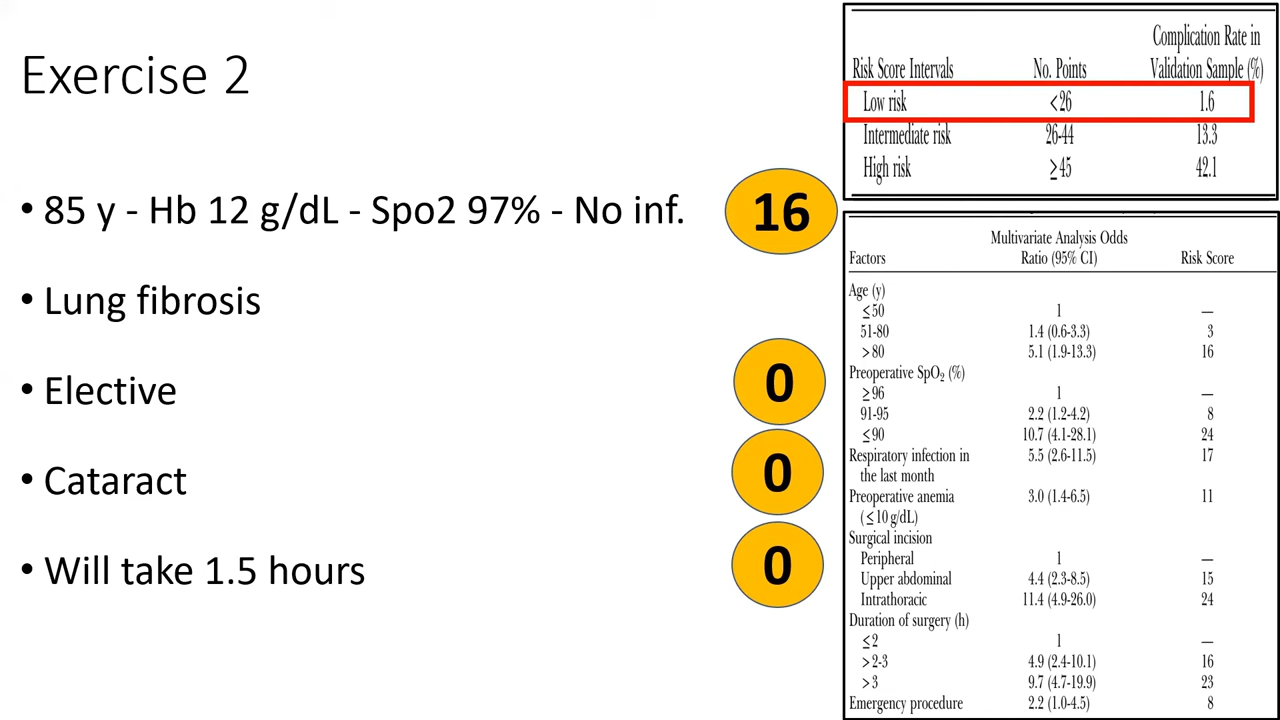 Exercise 2
• 85 y - Hb 12 g/dL - Spo2 97% - No inf.
16
• Lung fibrosis
• Elective
0
• Cataract
0
• Will take 1.5 hours
0
Complication Rate in
Risk Score Intervals No. Points Validation Sample (%)
Low risk <26 1.6
Intermediate risk 26-44 13.3
High risk ≥45 42.1
Multivariate Analysis Odds
Factors Ratio (95% CI) Risk Score
Age (y)
≤50 1 —
51-80 1.4 (0.6-3.3) 3
>80 5.1 (1.9-13.3) 16
Preoperative SpO₂ (%)
≥96 1 —
91-95 2.2 (1.2-4.2) 8
≤90 10.7 (4.1-28.1) 24
Respiratory infection in 5.5 (2.6-11.5) 17
the last month
Preoperative anemia 3.0 (1.4-6.5) 11
(≤10 g/dL)
Surgical incision
Peripheral 1 —
Upper abdominal 4.4 (2.3-8.5) 15
Intrathoracic 11.4 (4.9-26.0) 24
Duration of surgery (h)
≤2 1 —
>2-3 4.9 (2.4-10.1) 16
>3 9.7 (4.7-19.9) 23
Emergency procedure 2.2 (1.0-4.5) 8